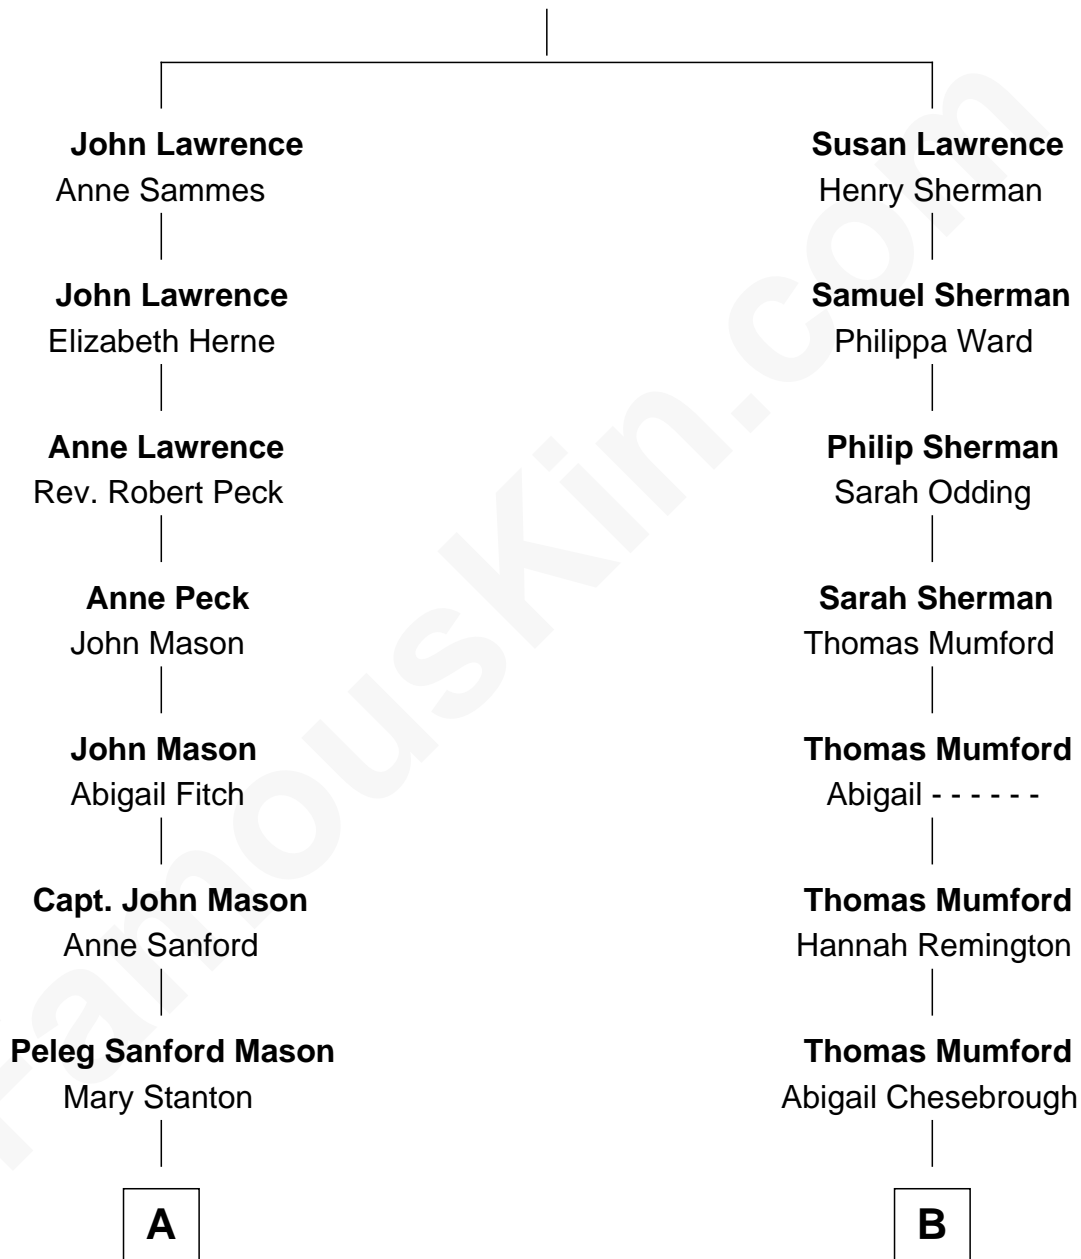 John Lawrence
Anne Sammes
John Lawrence
Elizabeth Herne
Anne Lawrence
Rev. Robert Peck
Anne Peck
John Mason
John Mason
Abigail Fitch
Capt. John Mason
Anne Sanford
Peleg Sanford Mason
Mary Stanton
A
Susan Lawrence
Henry Sherman
Samuel Sherman
Philippa Ward
Philip Sherman
Sarah Odding
Sarah Sherman
Thomas Mumford
Thomas Mumford
Abigail - - - - - -
Thomas Mumford
Hannah Remington
Thomas Mumford
Abigail Chesebrough
B
FamousKin.com